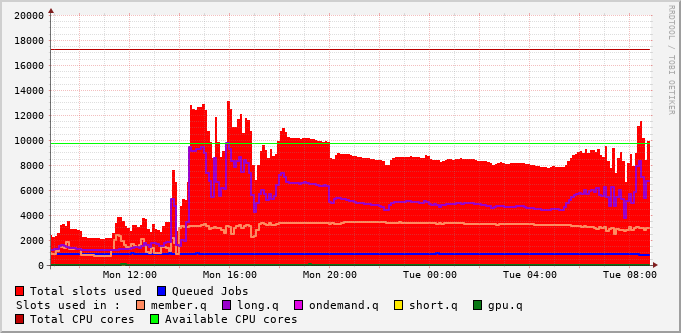 RRDTOOL / TOBI OETIKER
20000
18000
16000
14000
12000
10000
8000
6000
4000
2000
0
Mon 12:00 Mon 16:00 Mon 20:00 Tue 00:00 Tue 04:00 Tue 08:00
Total slots used Queued Jobs
Slots used in : member.q long.q ondemand.q short.q gpu.q
Total CPU cores Available CPU cores